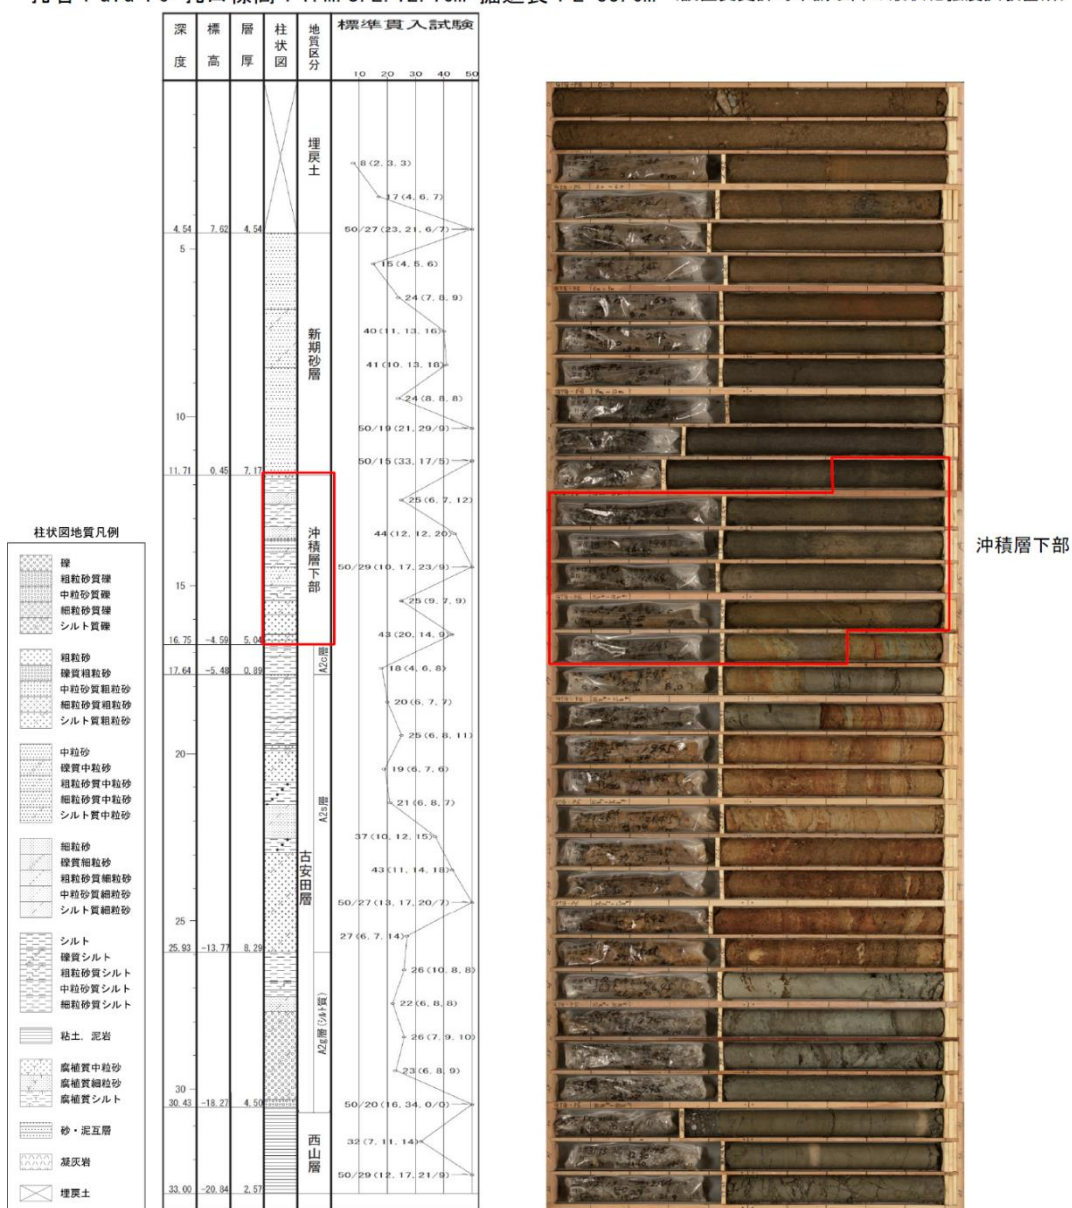 深度
標高
層厚
柱状図
地質区分
標準貫入試験
10 20 30 40 50
埋戻土
8(2, 3, 3)
17(4, 6, 7)
4.54 7.62 4.54
50/27(23, 21, 6/7)
5
15(4, 5, 6)
24(7, 8, 9)
新期砂層
40(11, 13, 16)
41(10, 13, 18)
24(8, 8, 8)
10
50/19(21, 29/9)
50/15(33, 17/5)
11.71 0.45 7.17
25(6, 7, 12)
沖積層下部
44(12, 12, 20)
50/29(10, 17, 23/9)
15
25(9, 7, 9)
43(20, 14, 9)
16.75 -4.59 5.04
A2c層
18(4, 6, 8)
17.64 -5.48 0.89
20(6, 7, 7)
25(6, 8, 11)
20
19(6, 7, 6)
21(6, 8, 7)
A2s層
37(10, 12, 15)
古安田層
43(11, 14, 18)
50/27(13, 17, 20/7)
25
27(6, 7, 14)
25.93 -13.77 8.29
26(10, 8, 8)
22(6, 8, 8)
A2g層(シルト質)
26(7, 9, 10)
23(6, 8, 9)
30
30.43 -18.27 4.50
50/20(16, 34, 0/0)
西山層
32(7, 11, 14)
50/29(12, 17, 21/9)
33.00 -20.84 2.57
柱状図地質凡例
礫
粗粒砂質礫
中粒砂質礫
細粒砂質礫
シルト質礫
粗粒砂
礫質粗粒砂
中粒砂質粗粒砂
細粒砂質粗粒砂
シルト質粗粒砂
中粒砂
礫質中粒砂
粗粒砂質中粒砂
細粒砂質中粒砂
シルト質中粒砂
細粒砂
礫質細粒砂
粗粒砂質細粒砂
中粒砂質細粒砂
シルト質細粒砂
シルト
礫質シルト
粗粒砂質シルト
中粒砂質シルト
細粒砂質シルト
粘土、泥岩
腐植質中粒砂
腐植質細粒砂
腐植質シルト
砂・泥互層
凝灰岩
埋戻土
沖積層下部